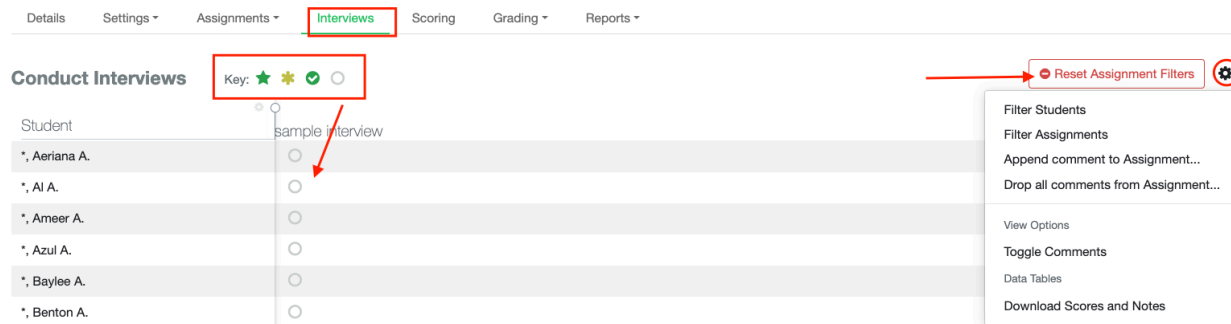 Details Settings Assignments Interviews Scoring Grading Reports
Conduct Interviews Key: Reset Assignment Filters
Student sample interview
*, Aeriana A.
*, Al A.
*, Ameer A.
*, Azul A.
*, Baylee A.
*, Benton A.
Filter Students
Filter Assignments
Append comment to Assignment...
Drop all comments from Assignment...
View Options
Toggle Comments
Data Tables
Download Scores and Notes